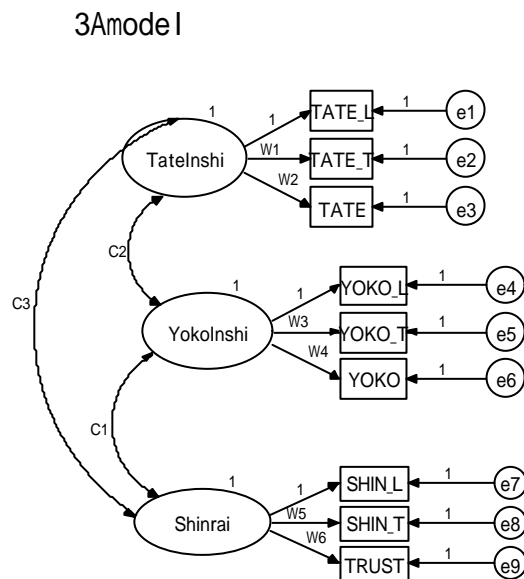 3Amodel
1
TateInshi
1
TATE_L
1
e1
W1
TATE_T
1
e2
W2
TATE
1
e3
C2
C3
1
YokoInshi
1
YOKO_L
1
e4
W3
YOKO_T
1
e5
W4
YOKO
1
e6
C1
1
Shinrai
1
SHIN_L
1
e7
W5
SHIN_T
1
e8
W6
TRUST
1
e9